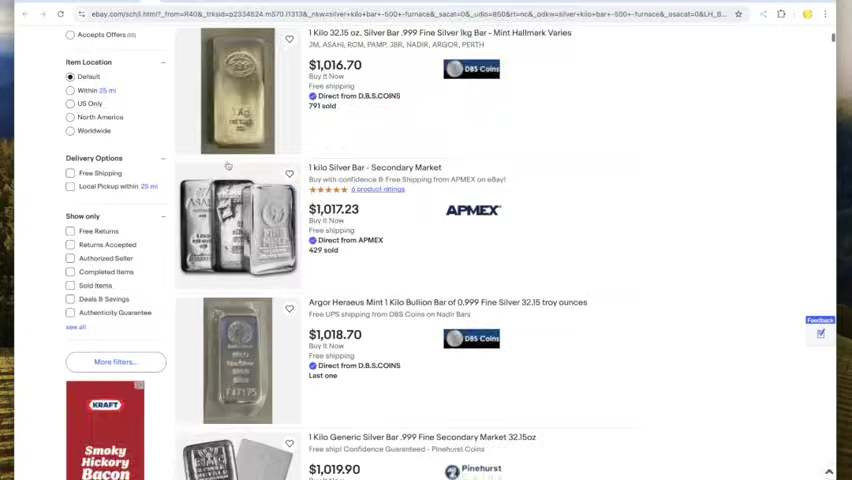 ebay.com/sch/i.html?_from=R40&_trksid=p2334524.m570.l1313&_nkw=silver+kilo+bar+-500+-furnace&_sacat=0&_udlo=850&rt=nc&_odkw=silver+kilo+bar+-500+-furnace&_osacat=0&LH_B...
Accepts Offers (50)
Item Location
Default
Within 25 mi
US Only
North America
Worldwide
Delivery Options
Free Shipping
Local Pickup within 25 mi
Show only
Free Returns
Returns Accepted
Authorized Seller
Completed Items
Sold Items
Deals & Savings
Authenticity Guarantee
see all
More filters...
KRAFT
Smoky
Hickory
Bacon
1 Kilo 32.15 oz. Silver Bar .999 Fine Silver 1kg Bar - Mint Hallmark Varies
JM, ASAHI, RCM, PAMP, JBR, NADIR, ARGOR, PERTH
$1,016.70
Buy It Now
Free shipping
Direct from D.B.S.COINS
791 sold
DBS Coins
1 kilo Silver Bar - Secondary Market
Buy with confidence & Free Shipping from APMEX on eBay!
6 product ratings
$1,017.23
Buy It Now
Free shipping
Direct from APMEX
429 sold
APMEX
Argor Heraeus Mint 1 Kilo Bullion Bar of 0.999 Fine Silver 32.15 troy ounces
Free UPS shipping from DBS Coins on Nadir Bars
$1,018.70
Buy It Now
Free shipping
Direct from D.B.S.COINS
Last one
DBS Coins
1 Kilo Generic Silver Bar .999 Fine Secondary Market 32.15oz
Free ship! Confidence Guaranteed - Pinehurst Coins
$1,019.90
Buy It Now
Pinehurst
Feedback